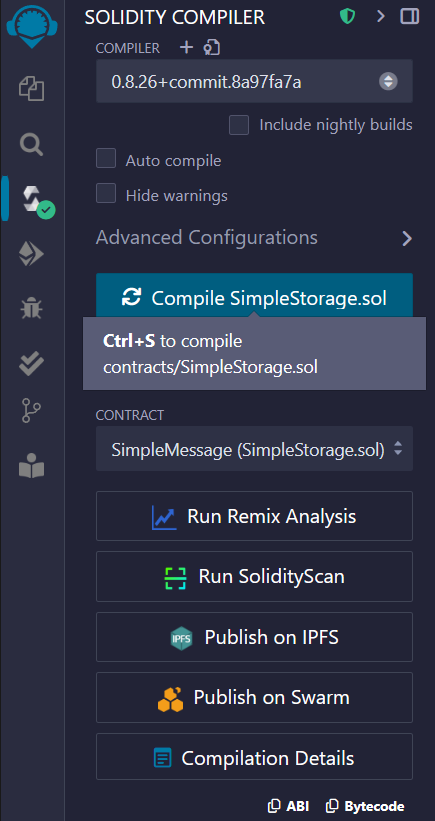 SOLIDITY COMPILER
COMPILER
0.8.26+commit.8a97fa7a
Include nightly builds
Auto compile
Hide warnings
Advanced Configurations
Compile SimpleStorage.sol
Ctrl+S to compile
contracts/SimpleStorage.sol
CONTRACT
SimpleMessage (SimpleStorage.sol)
Run Remix Analysis
Run SolidityScan
IPFS Publish on IPFS
Publish on Swarm
Compilation Details
ABI Bytecode